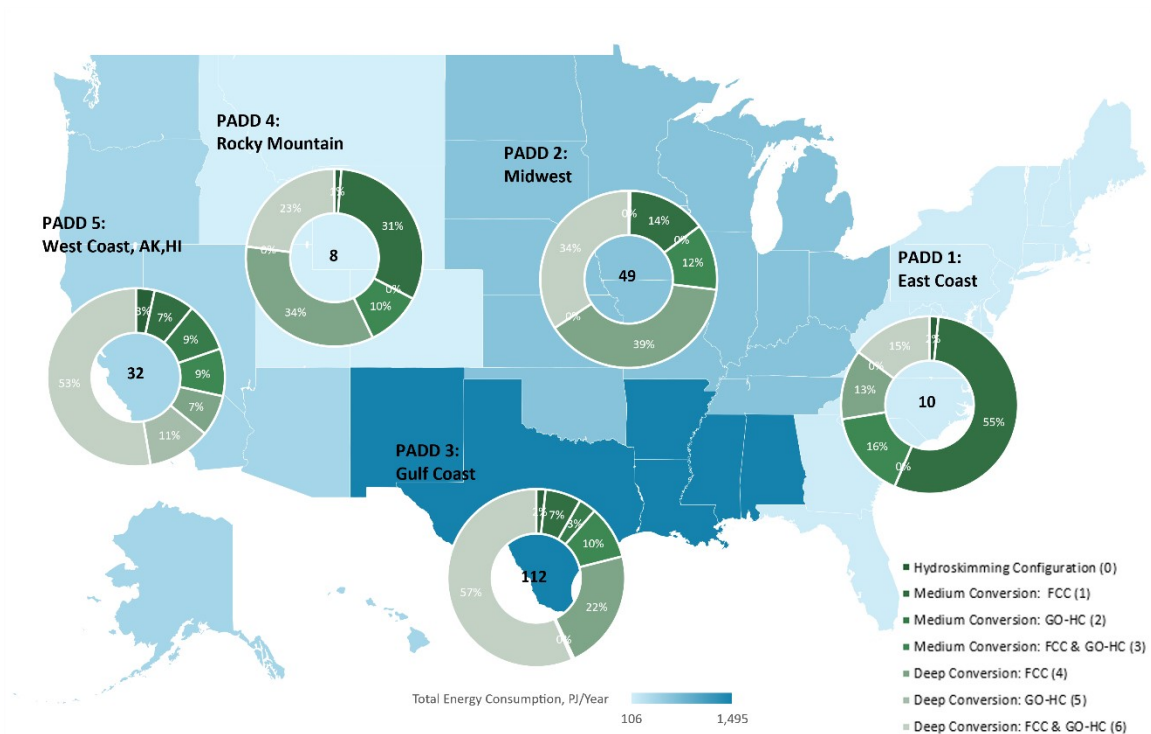 PADD 4:
Rocky Mountain
1%
31%
0%
10%
34%
0%
23%
8
PADD 2:
Midwest
0%
14%
0%
12%
39%
0%
34%
49
PADD 5:
West Coast, AK,HI
3%
7%
9%
9%
7%
11%
53%
32
PADD 1:
East Coast
2%
55%
0%
16%
13%
0%
15%
10
PADD 3:
Gulf Coast
2%
7%
3%
10%
22%
0%
57%
112
Hydroskimming Configuration (0)
Medium Conversion: FCC (1)
Medium Conversion: GO-HC (2)
Medium Conversion: FCC & GO-HC (3)
Deep Conversion: FCC (4)
Deep Conversion: GO-HC (5)
Deep Conversion: FCC & GO-HC (6)
Total Energy Consumption, PJ/Year
106
1,495